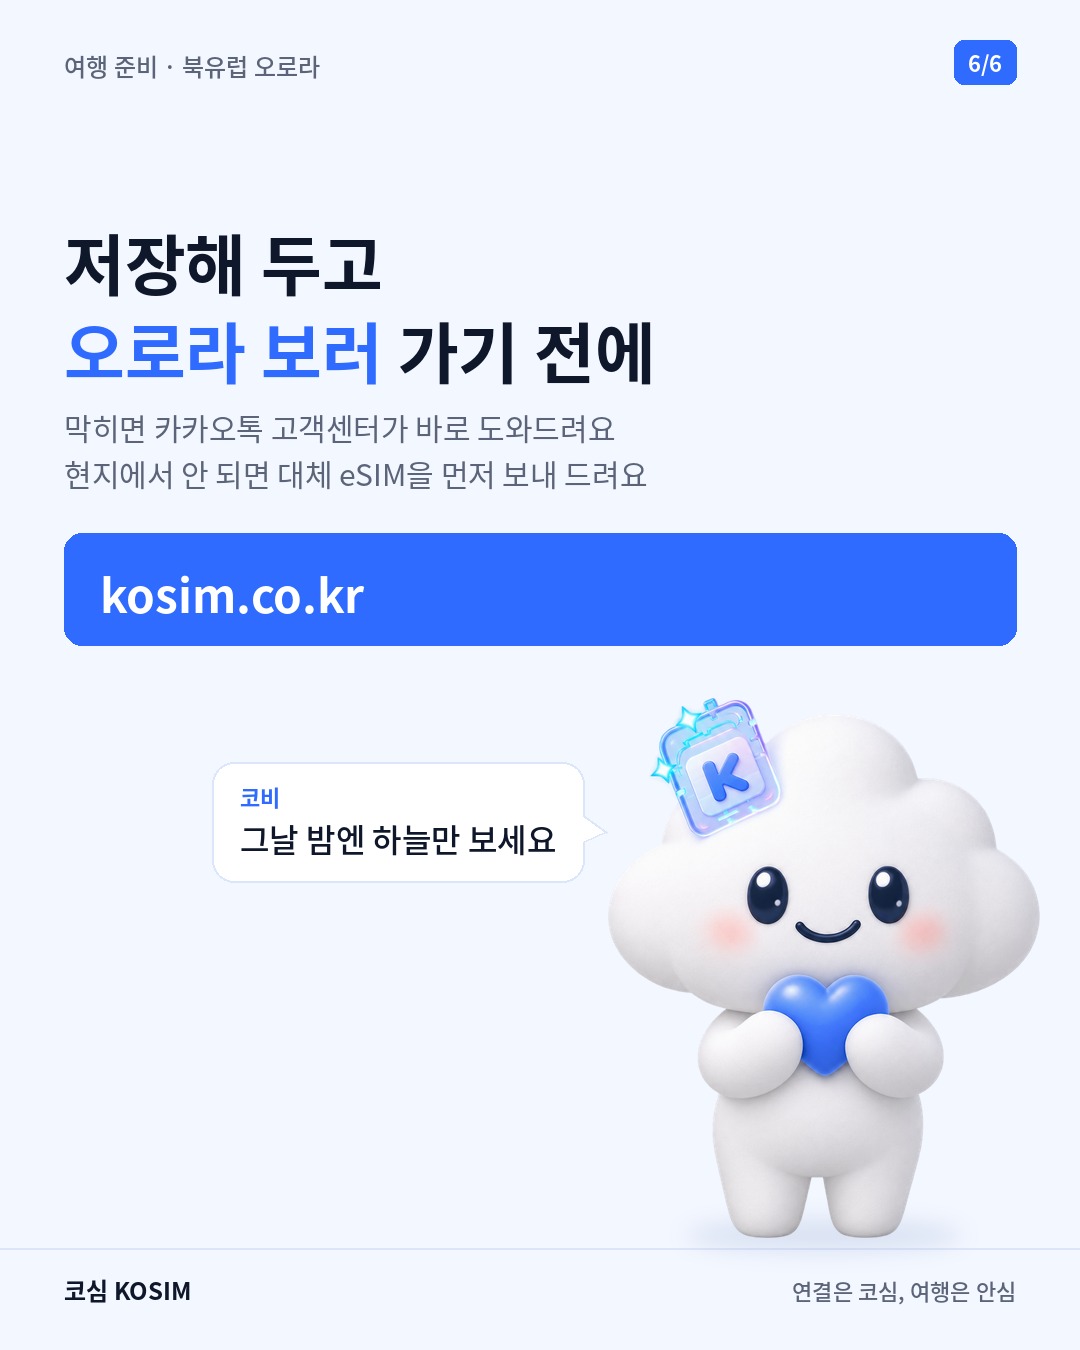 여행 준비 · 북유럽 오로라
6/6
저장해 두고
오로라 보러 가기 전에
막히면 카카오톡 고객센터가 바로 도와드려요
현지에서 안 되면 대체 eSIM을 먼저 보내 드려요
kosim.co.kr
K
코비
그날 밤엔 하늘만 보세요
코심 KOSIM
연결은 코심, 여행은 안심